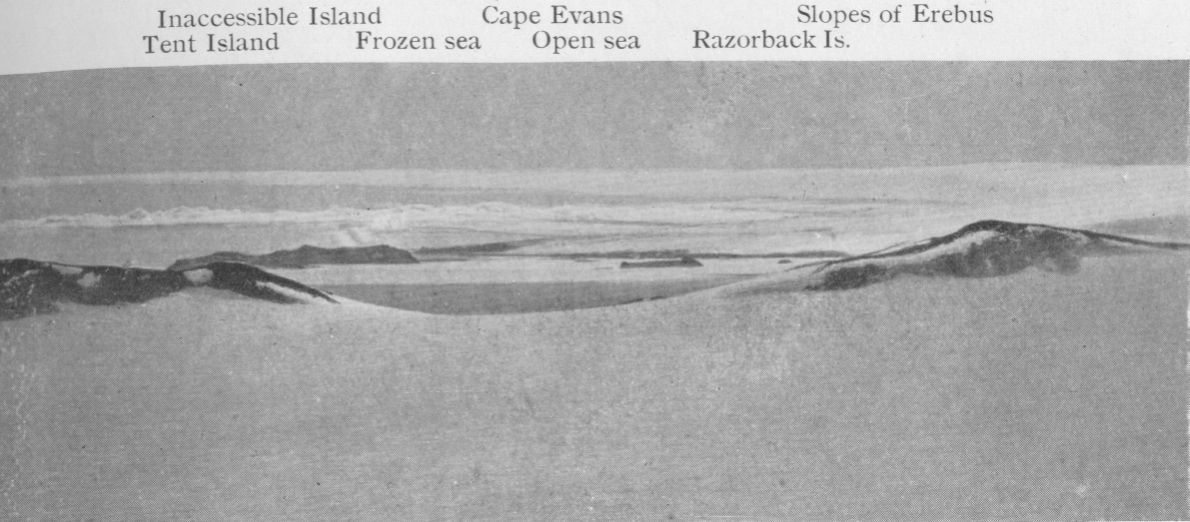 Inaccessible Island Cape Evans Slopes of Erebus
Tent Island Frozen sea Open sea Razorback Is.